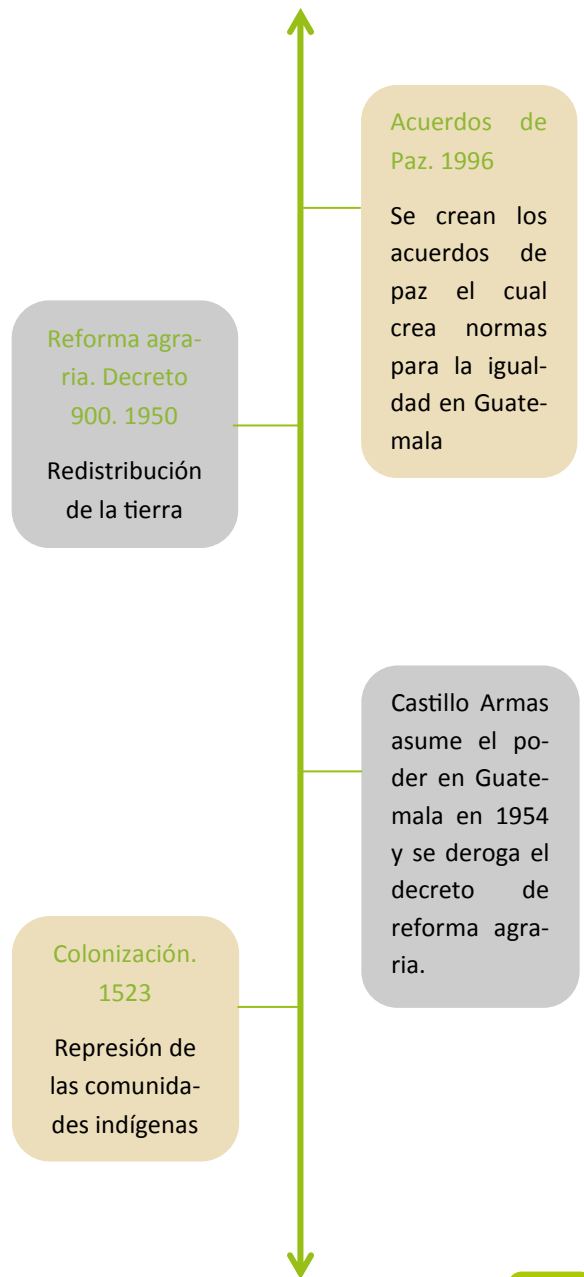 Acuerdos de
Paz. 1996
Se crean los
acuerdos de
paz el cual
crea normas
para la igual-
dad en Guate-
mala
Reforma agra-
ria. Decreto
900. 1950
Redistribución
de la tierra
Castillo Armas
asume el po-
der en Guate-
mala en 1954
y se deroga el
decreto de
reforma agra-
ria.
Colonización.
1523
Represión de
las comunida-
des indígenas